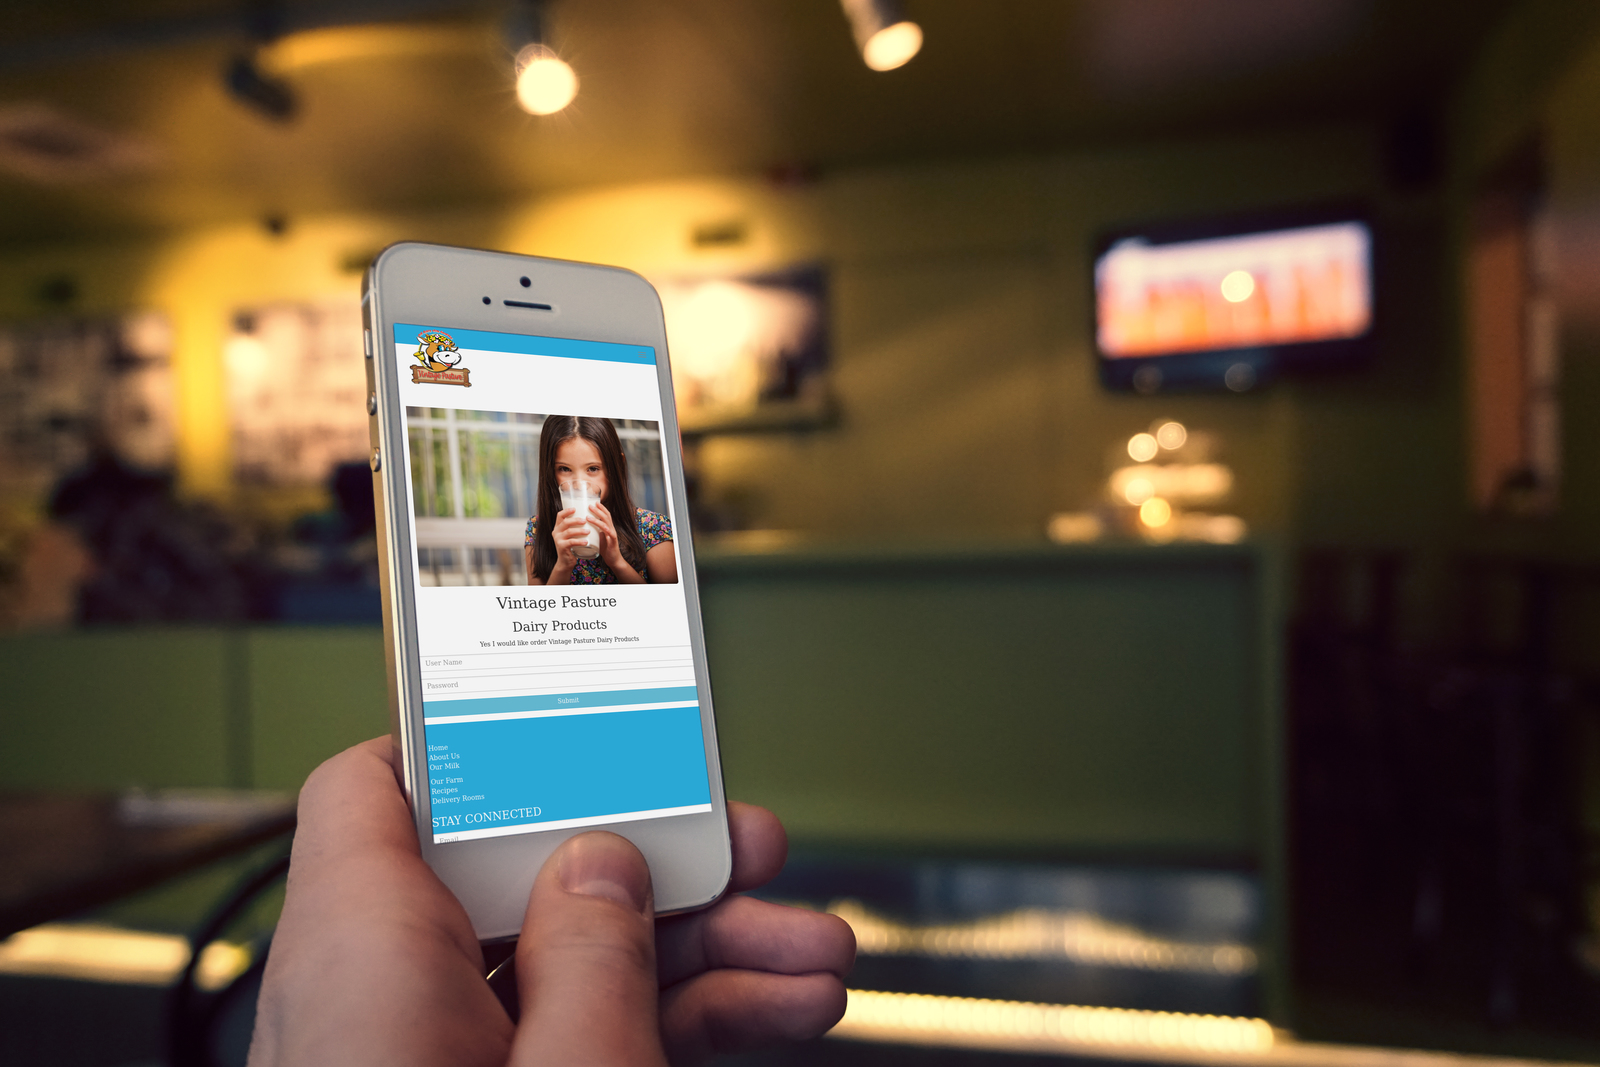 Vintage Pasture
Vintage Pasture
Dairy Products
Yes I would like order Vintage Pasture Dairy Products
User Name
Password
Submit
Home
About Us
Our Milk
Our Farm
Recipes
Delivery Rooms
STAY CONNECTED
Email